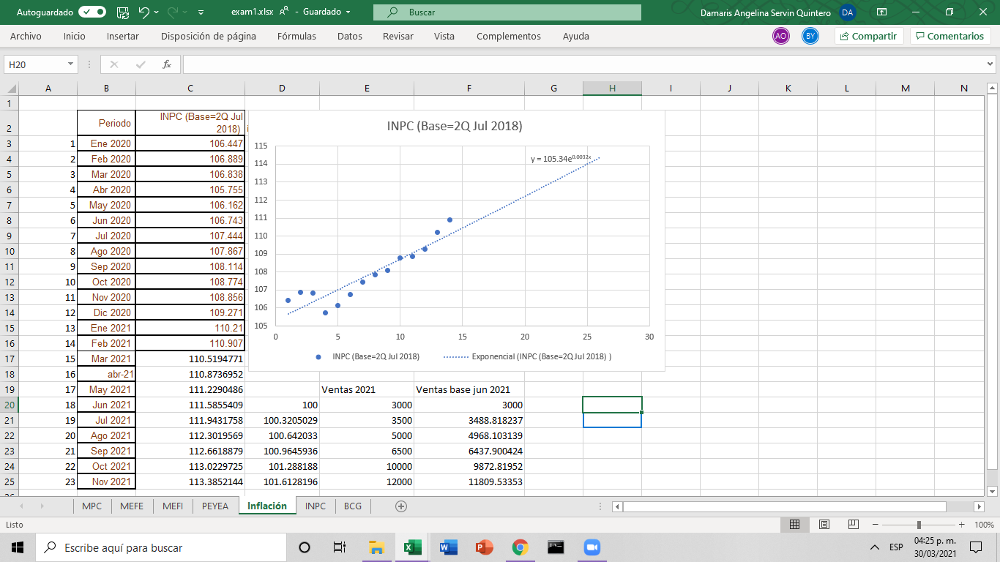 Autoguardado exam1.xlsx - Guardado Buscar Damaris Angelina Servin Quintero DA
Archivo Inicio Insertar Disposición de página Fórmulas Datos Revisar Vista Complementos Ayuda AO BY Compartir Comentarios
H20 fx
A B C D E F G H I J K L M N
1
2 Periodo INPC (Base=2Q Jul 2018)
3 1 Ene 2020 106.447
4 2 Feb 2020 106.889
5 3 Mar 2020 106.838
6 4 Abr 2020 105.755
7 5 May 2020 106.162
8 6 Jun 2020 106.743
9 7 Jul 2020 107.444
10 8 Ago 2020 107.867
11 9 Sep 2020 108.114
12 10 Oct 2020 108.774
13 11 Nov 2020 108.856
14 12 Dic 2020 109.271
15 13 Ene 2021 110.21
16 14 Feb 2021 110.907
17 15 Mar 2021 110.5194771
18 16 abr-21 110.8736952
19 17 May 2021 111.2290486 Ventas 2021 Ventas base jun 2021
20 18 Jun 2021 111.5855409 100 3000 3000
21 19 Jul 2021 111.9431758 100.3205029 3500 3488.818237
22 20 Ago 2021 112.3019569 100.642033 5000 4968.103139
23 21 Sep 2021 112.6618879 100.9645936 6500 6437.900424
24 22 Oct 2021 113.0229725 101.288188 10000 9872.81952
25 23 Nov 2021 113.3852144 101.6128196 12000 11809.53353
INPC (Base=2Q Jul 2018)
y = 105.34e^0.0032x
115
114
113
112
111
110
109
108
107
106
105
0 5 10 15 20 25 30
INPC (Base=2Q Jul 2018) Exponencial (INPC (Base=2Q Jul 2018) )
MPC MEFE MEFI PEYEA Inflación INPC BCG
Listo 100%
Escribe aquí para buscar ESP 04:25 p. m.
30/03/2021